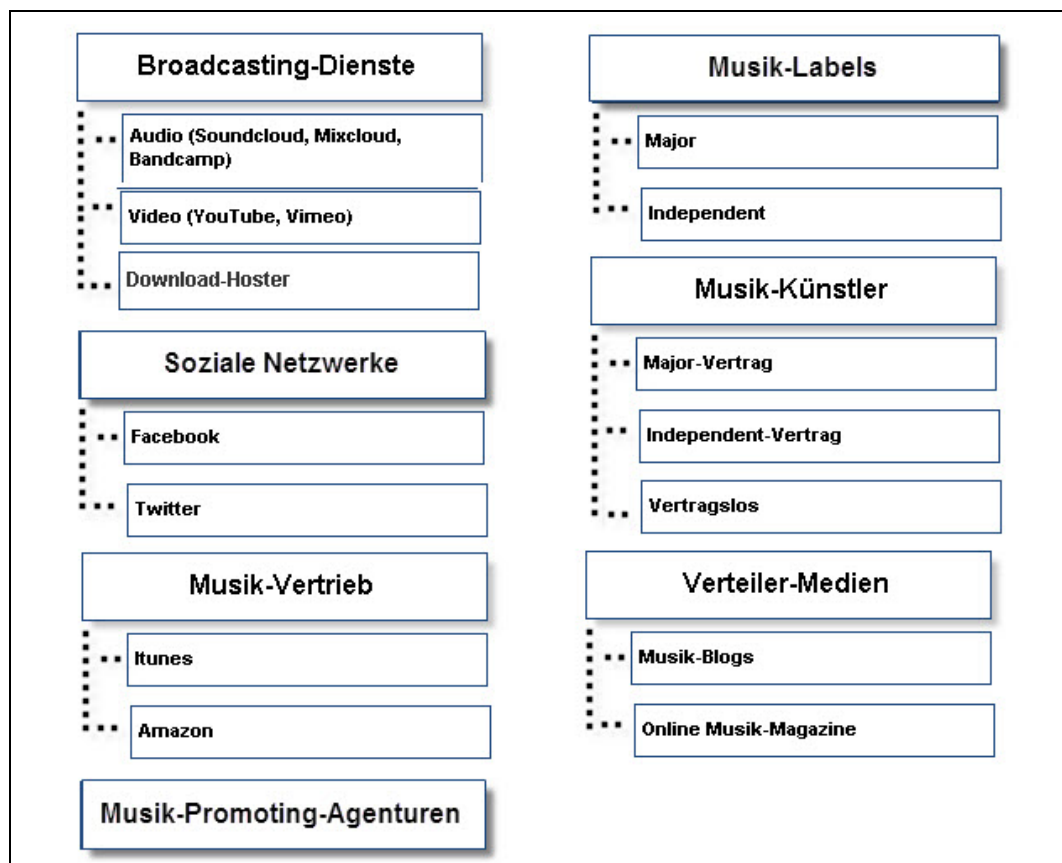 Broadcasting-Dienste
Audio (Soundcloud, Mixcloud,
Bandcamp)
Video (YouTube, Vimeo)
Download-Hoster
Soziale Netzwerke
Facebook
Twitter
Musik-Vertrieb
Itunes
Amazon
Musik-Promoting-Agenturen
Musik-Labels
Major
Independent
Musik-Künstler
Major-Vertrag
Independent-Vertrag
Vertragslos
Verteiler-Medien
Musik-Blogs
Online Musik-Magazine